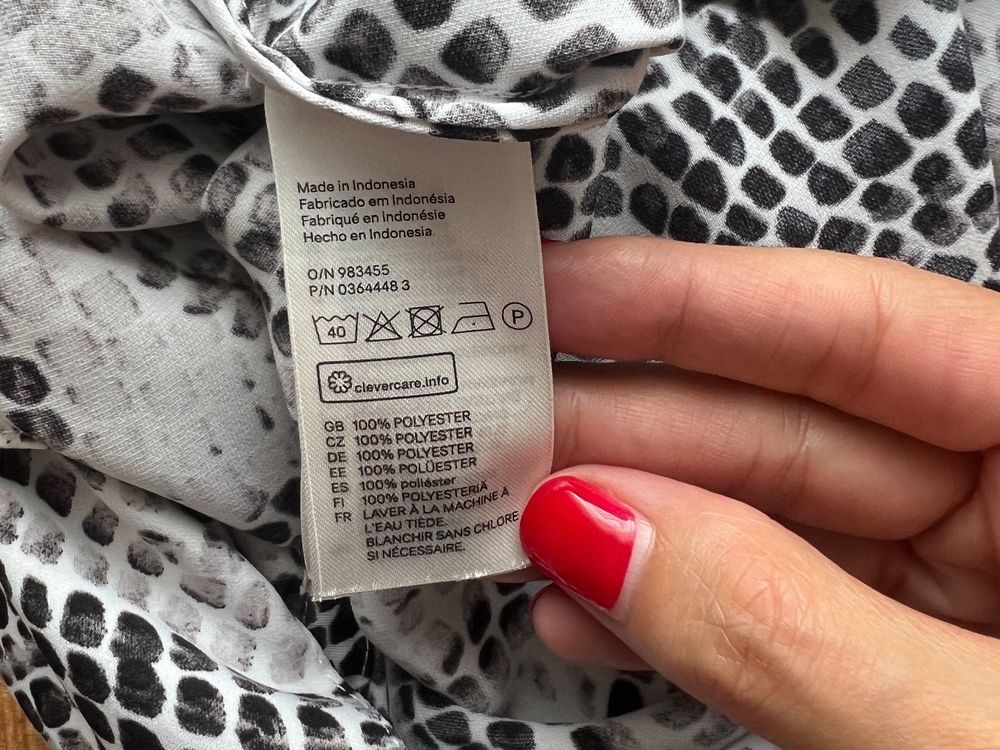 Made in Indonesia
Fabricado em Indonésia
Fabriqué en Indonésie
Hecho en Indonesia
O/N 983455
P/N 0364448 3
40 P
clevercare.info
GB 100% POLYESTER
CZ 100% POLYESTER
DE 100% POLYESTER
EE 100% POLÜESTER
ES 100% poliéster
FI 100% POLYESTERIÄ
FR LAVER À LA MACHINE À
L'EAU TIÈDE.
BLANCHIR SANS CHLORE
SI NÉCESSAIRE.